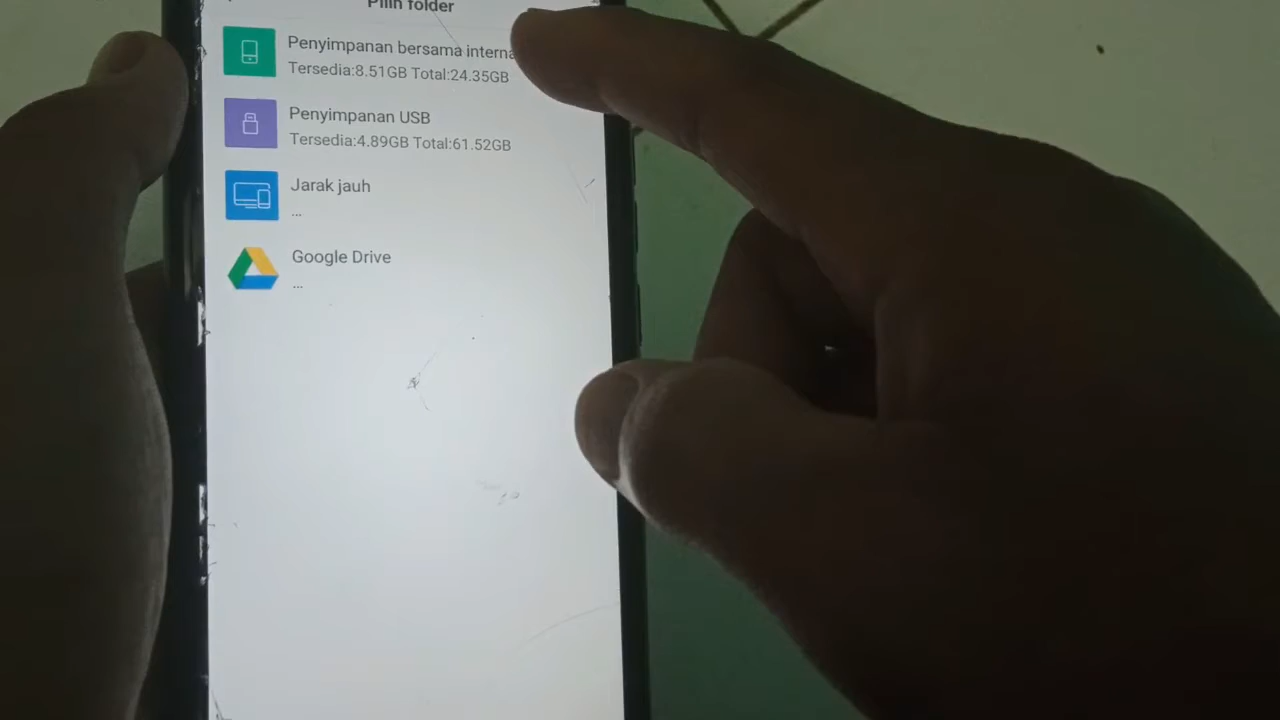 Pilih folder
Penyimpanan bersama interna
Tersedia:8.51GB Total:24.35GB
Penyimpanan USB
Tersedia:4.89GB Total:61.52GB
Jarak jauh
...
Google Drive
...